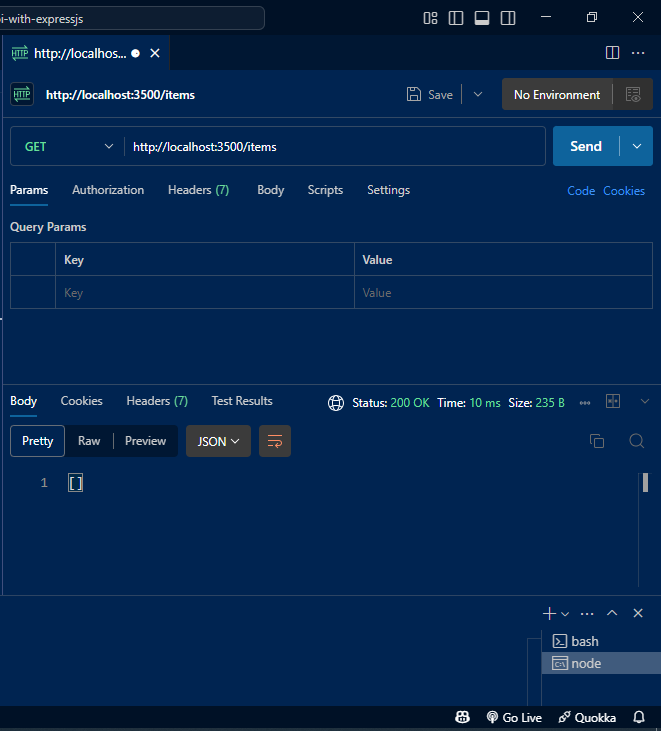 i-with-expressjs
HTTP http://localhos...
HTTP http://localhost:3500/items Save No Environment
GET http://localhost:3500/items Send
Params Authorization Headers (7) Body Scripts Settings Code Cookies
Query Params
Key Value
Key Value
Body Cookies Headers (7) Test Results Status: 200 OK Time: 10 ms Size: 235 B
Pretty Raw Preview JSON
1 []
bash
node
Go Live Quokka